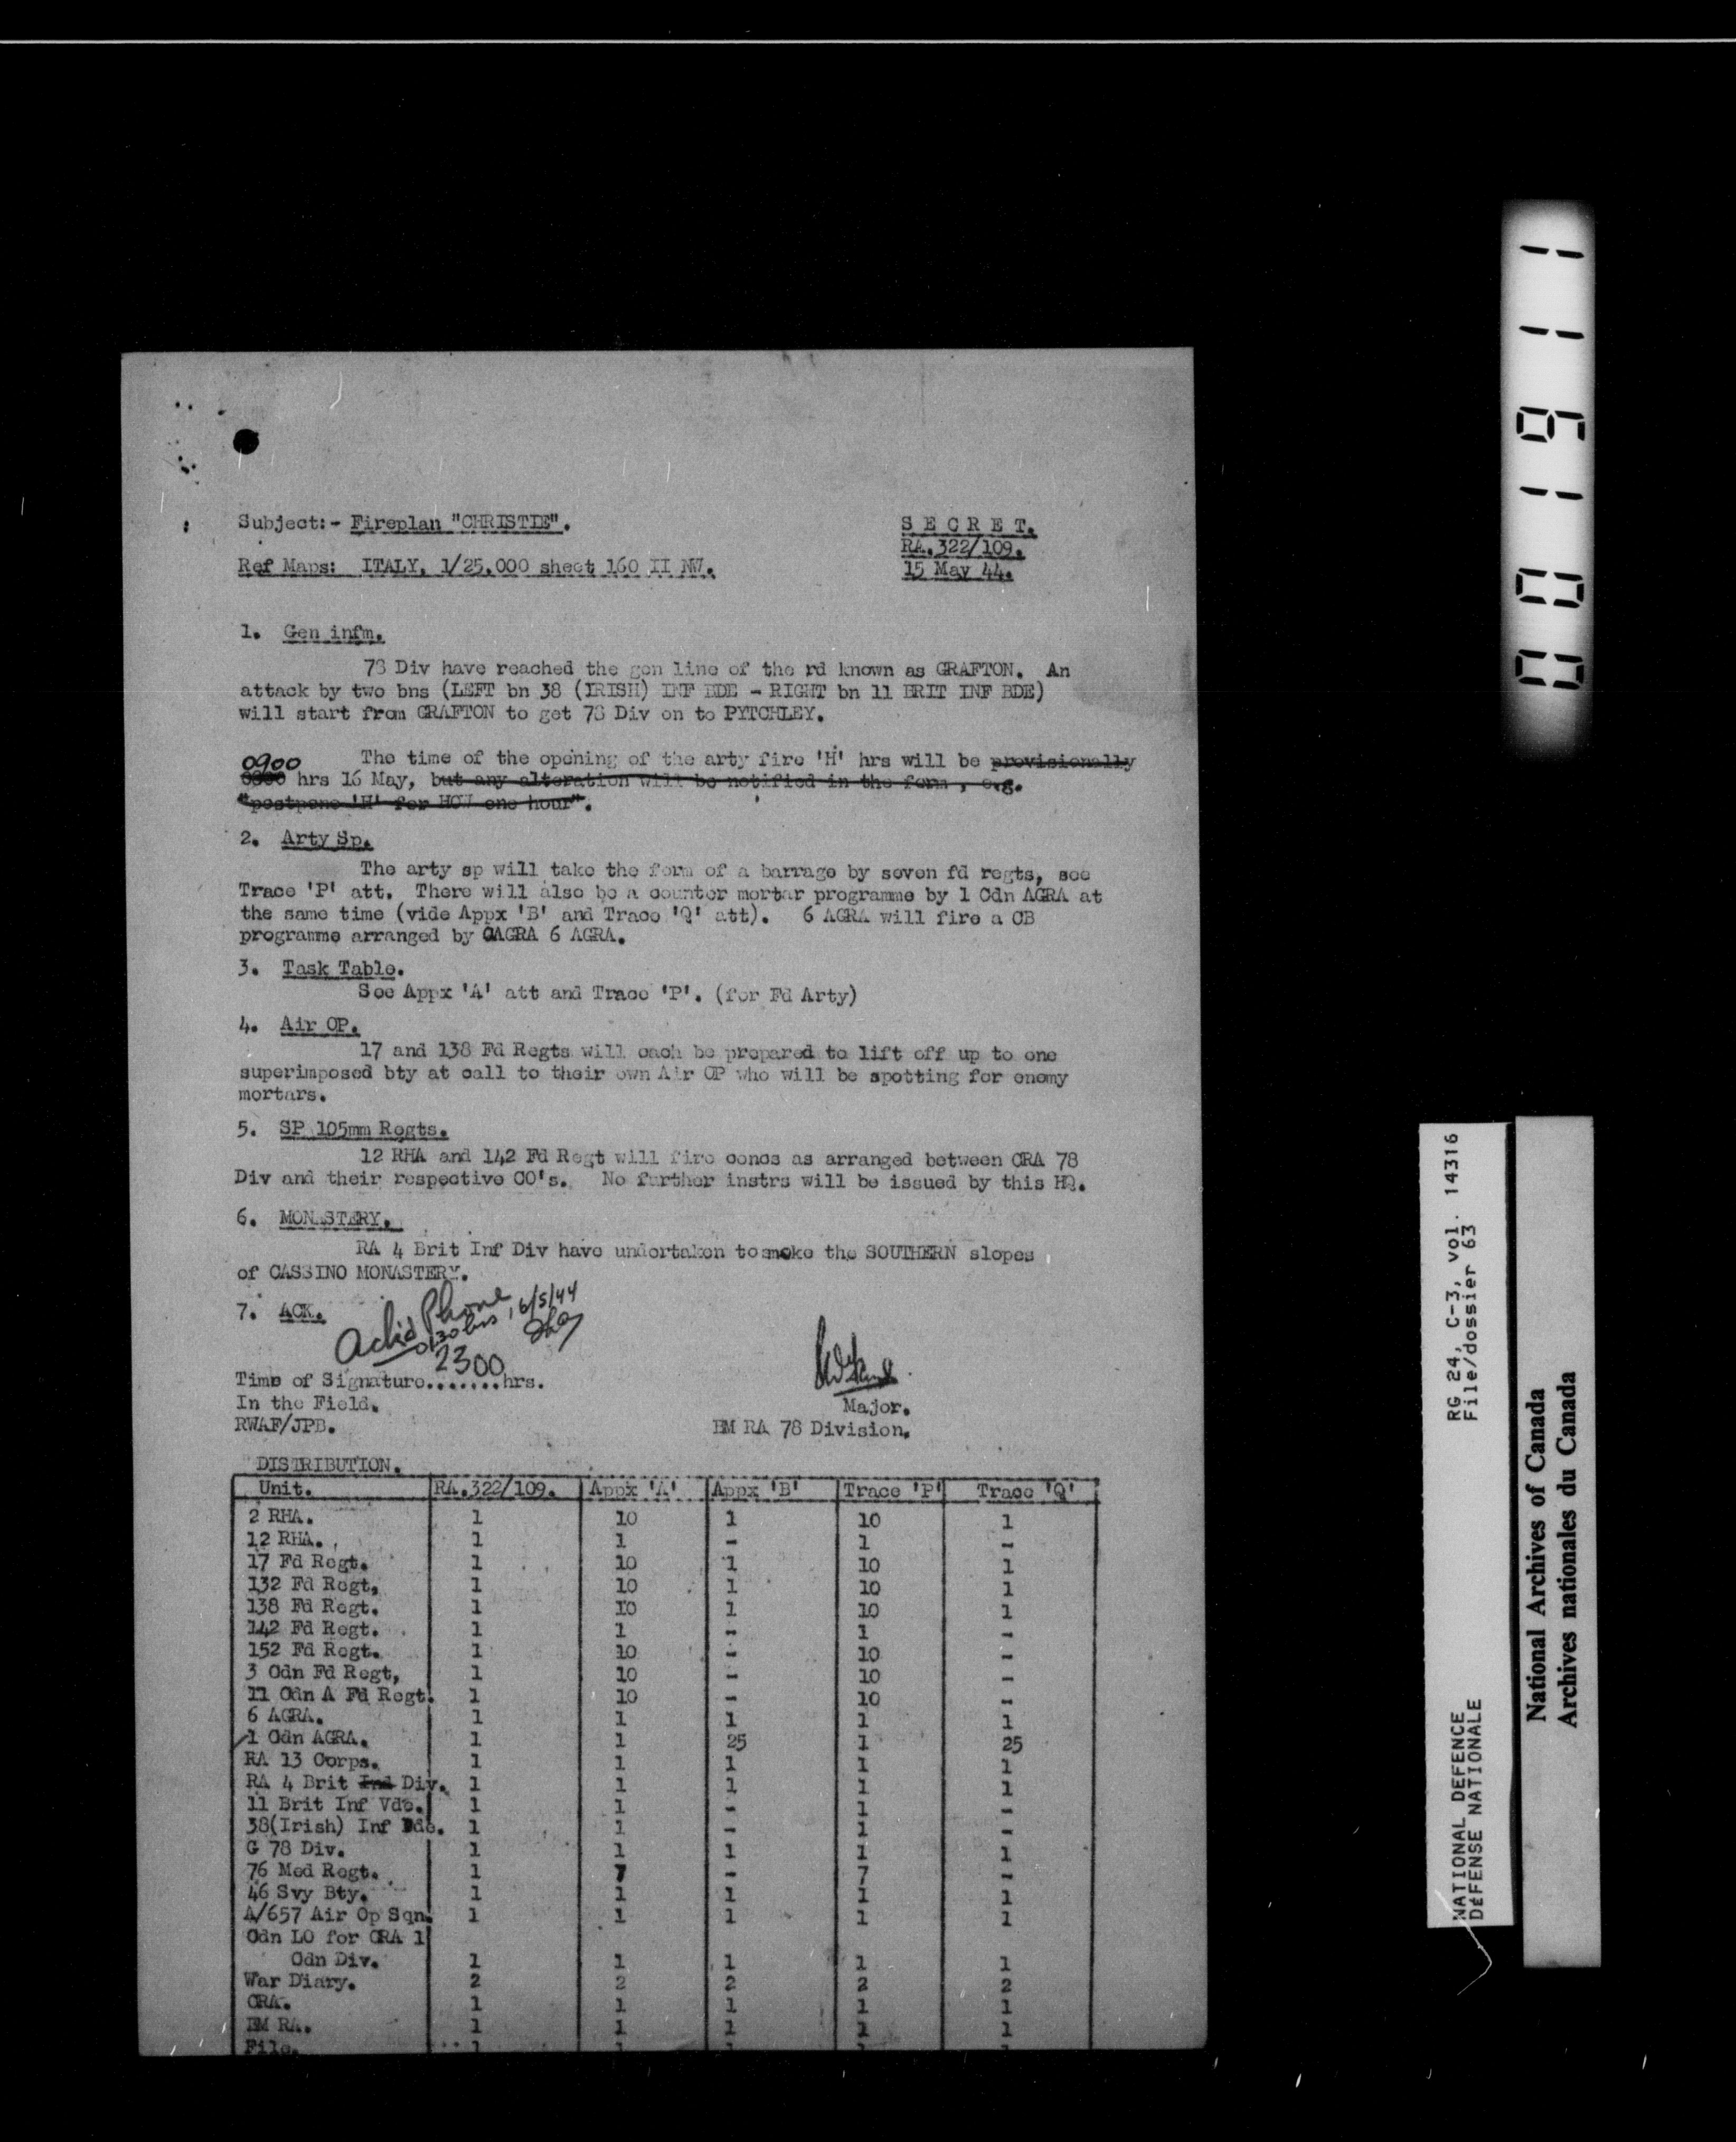 Subject:- Fireplan "CHRISTIE".
S E C R E T.
RA.322/109.
Ref Maps: ITALY, 1/25,000 sheet 160 II NW.
15 May 44.
1. Gen infm.
78 Div have reached the gen line of the rd known as GRAFTON. An
attack by two bns (LEFT bn 38 (IRISH) INF BDE - RIGHT bn 11 BRIT INF BDE)
will start from GRAFTON to get 78 Div on to PYTCHLEY.
The time of the opening of the arty fire 'H' hrs will be provisionally
0900 hrs 16 May, but any alteration will be notified in the form , e.g.
"postpone 'H' for HOW one hour".
2. Arty Sp.
The arty sp will take the form of a barrage by seven fd regts, see
Trace 'P' att. There will also be a counter mortar programme by 1 Cdn AGRA at
the same time (vide Appx 'B' and Trace 'Q' att). 6 AGRA will fire a CB
programme arranged by CAGRA 6 AGRA.
3. Task Table.
See Appx 'A' att and Trace 'P'. (for Fd Arty)
4. Air OP.
17 and 138 Fd Regts will each be prepared to lift off up to one
superimposed bty at call to their own Air OP who will be spotting for enemy
mortars.
5. SP 105mm Regts.
12 RHA and 142 Fd Regt will fire concs as arranged between CRA 78
Div and their respective CO's. No further instrs will be issued by this HQ.
6. MONASTERY.
RA 4 Brit Inf Div have undertaken to smoke the SOUTHERN slopes
of CASSINO MONASTERY.
7. ACK.
Phone
0130 hrs 16/5/44
2300
Time of Signature.......hrs.
In the Field.
Major.
RWAF/JPB.
BM RA 78 Division.
DISTRIBUTION.
Unit. RA.322/109. Appx 'A' Appx 'B' Trace 'P' Trace 'Q'
2 RHA. 1 10 1 10 1
12 RHA. 1 1 - 1 -
17 Fd Regt. 1 10 1 10 1
132 Fd Regt, 1 10 1 10 1
138 Fd Regt. 1 10 1 10 1
142 Fd Regt. 1 1 - 1 -
152 Fd Regt. 1 10 - 10 -
3 Cdn Fd Regt, 1 10 - 10 -
11 Cdn A Fd Regt. 1 10 - 10 -
6 AGRA. 1 1 1 1 1
1 Cdn AGRA. 1 1 25 1 25
RA 13 Corps. 1 1 1 1 1
RA 4 Brit Ind Div. 1 1 1 1 1
11 Brit Inf Vde. 1 1 - 1 -
38(Irish) Inf Bde. 1 1 - 1 -
G 78 Div. 1 1 1 1 1
76 Med Regt. 1 7 - 7 -
46 Svy Bty. 1 1 1 1 1
A/657 Air Op Sqn. 1 1 1 1 1
Cdn LO for CRA 1
Cdn Div. 1 1 1 1 1
War Diary. 2 2 2 2 2
CRA. 1 1 1 1 1
BM RA. 1 1 1 1 1
File. 1 1 1 1 1
001911
NATIONAL DEFENCE RG 24, C-3, vol. 14316
DÉFENSE NATIONALE File/dossier 63
National Archives of Canada
Archives nationales du Canada